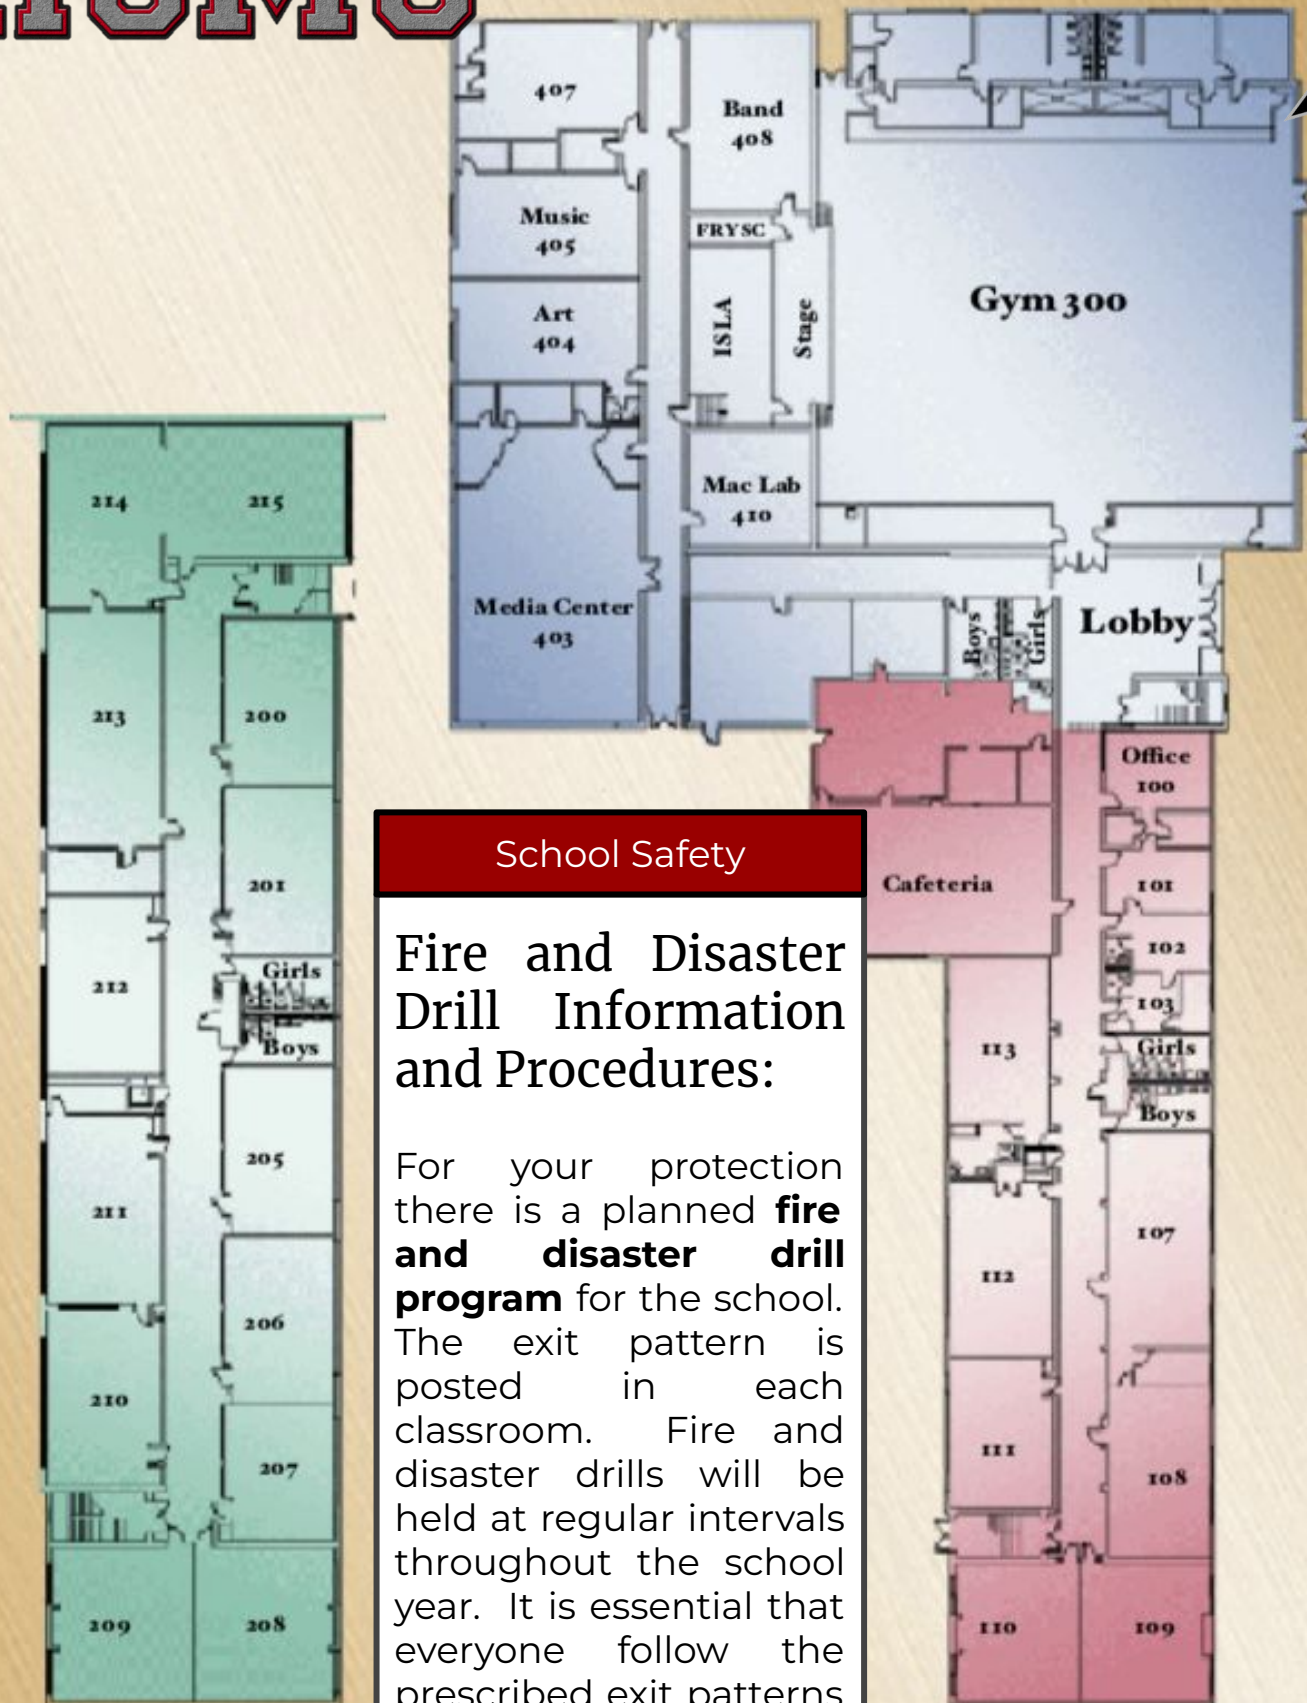 407
Band
408
Music
405
FRYSC
Art
404
ISLA
Stage
Gym 300
Mac Lab
410
Media Center
403
Boys
Girls
Lobby
214
215
213
200
201
212
Girls
Boys
205
211
206
210
207
209
208
Office
100
Cafeteria
101
102
103
113
Girls
Boys
107
112
111
108
110
109
School Safety
Fire and Disaster
Drill Information
and Procedures:
For your protection
there is a planned fire
and disaster drill
program for the school.
The exit pattern is
posted in each
classroom. Fire and
disaster drills will be
held at regular intervals
throughout the school
year. It is essential that
everyone follow the
prescribed exit patterns